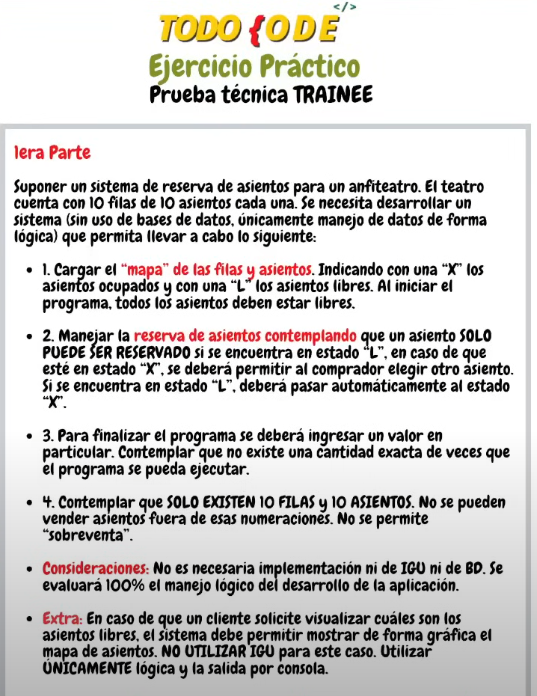 </>
TODO {ODE
Ejercicio Práctico
Prueba técnica TRAINEE
1era Parte
Suponer un sistema de reserva de asientos para un anfiteatro. El teatro
cuenta con 10 filas de 10 asientos cada una. Se necesita desarrollar un
sistema (sin uso de bases de datos, únicamente manejo de datos de forma
lógica) que permita llevar a cabo lo siguiente:
• 1. Cargar el "mapa" de las filas y asientos. Indicando con una "X" los
asientos ocupados y con una "L" los asientos libres. Al iniciar el
programa, todos los asientos deben estar libres.
• 2. Manejar la reserva de asientos contemplando que un asiento SOLO
PUEDE SER RESERVADO si se encuentra en estado "L", en caso de que
esté en estado "X", se deberá permitir al comprador elegir otro asiento.
Si se encuentra en estado "L", deberá pasar automáticamente al estado
"X".
• 3. Para finalizar el programa se deberá ingresar un valor en
particular. Contemplar que no existe una cantidad exacta de veces que
el programa se pueda ejecutar.
• 4. Contemplar que SOLO EXISTEN 10 FILAS y 10 ASIENTOS. No se pueden
vender asientos fuera de esas numeraciones. No se permite
"sobreventa".
• Consideraciones: No es necesaria implementación ni de IGU ni de BD. Se
evaluará 100% el manejo lógico del desarrollo de la aplicación.
• Extra: En caso de que un cliente solicite visualizar cuáles son los
asientos libres, el sistema debe permitir mostrar de forma gráfica el
mapa de asientos. NO UTILIZAR IGU para este caso. Utilizar
ÚNICAMENTE lógica y la salida por consola.